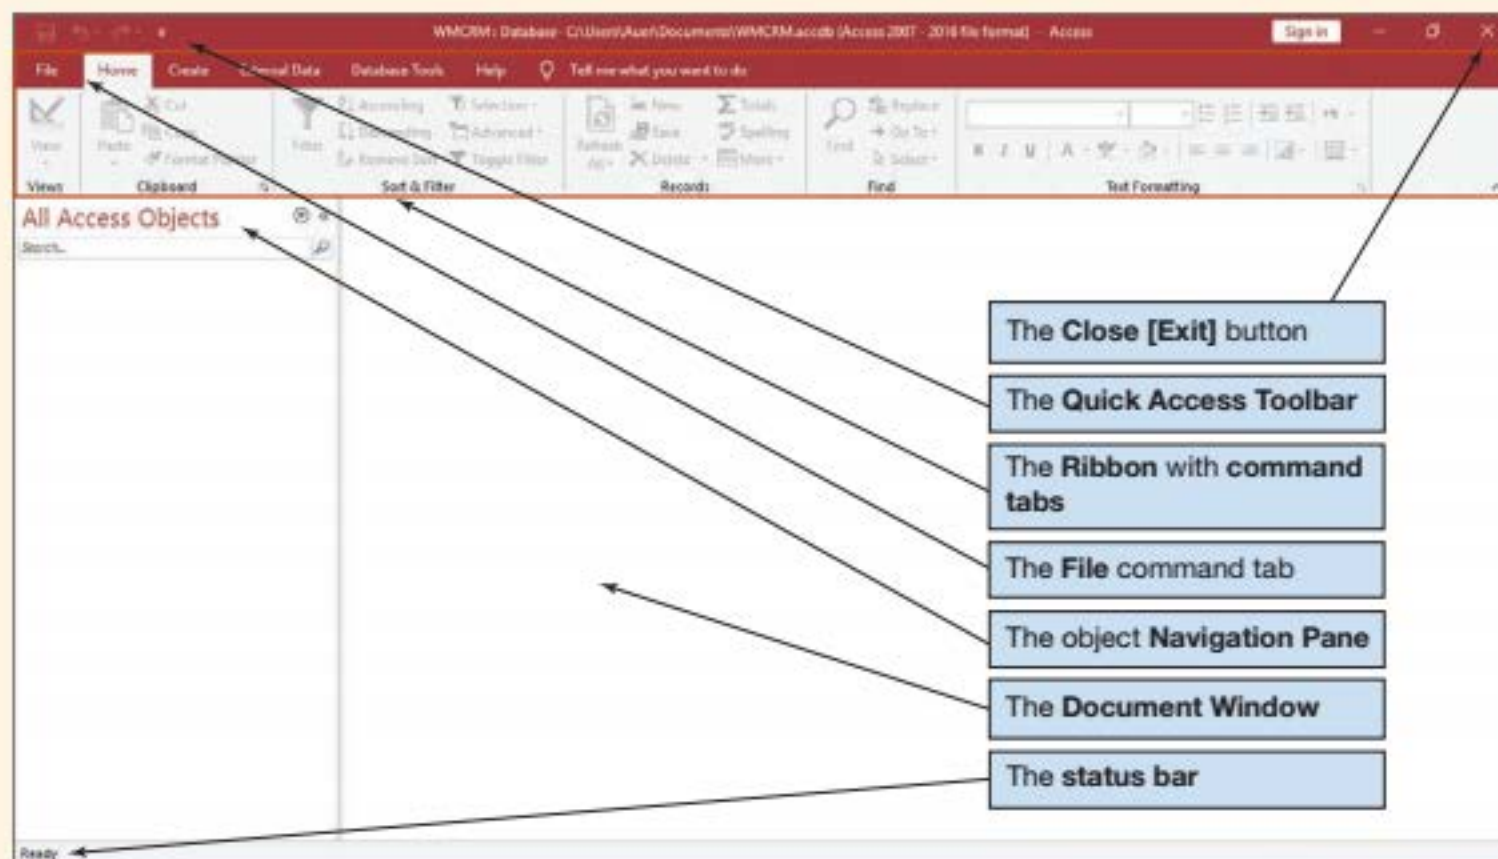 WMCRM : Database- C:\Users\Auer\Documents\WMCRM.accdb (Access 2007 - 2016 file format) - Access
Sign in
File Home Create External Data Database Tools Help Tell me what you want to do
View
Paste
Cut
Copy
Format Painter
Filter
Ascending
Descending
Remove Sort
Selection
Advanced
Toggle Filter
Refresh
All
New
Save
Delete
Totals
Spelling
More
Find
Replace
Go To
Select
B I U A
Views Clipboard Sort & Filter Records Find Text Formatting
All Access Objects
Search...
The Close [Exit] button
The Quick Access Toolbar
The Ribbon with command
tabs
The File command tab
The object Navigation Pane
The Document Window
The status bar
Ready